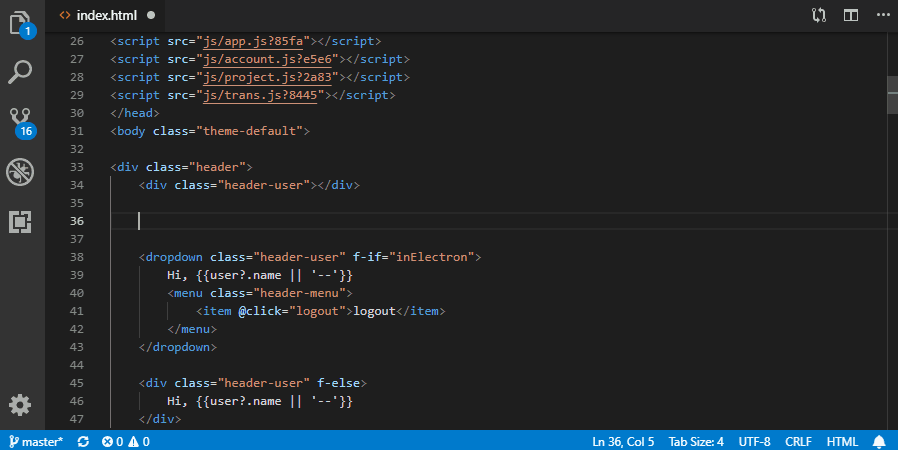 index.html
1
26 <script src="js/app.js?85fa"></script>
27 <script src="js/account.js?e5e6"></script>
28 <script src="js/project.js?2a83"></script>
29 <script src="js/trans.js?8445"></script>
30 </head>
31 <body class="theme-default">
32
33 <div class="header">
34     <div class="header-user"></div>
35
36
37
38     <dropdown class="header-user" f-if="inElectron">
39         Hi, {{user?.name || '--'}}
40         <menu class="header-menu">
41             <item @click="logout">logout</item>
42         </menu>
43     </dropdown>
44
45     <div class="header-user" f-else>
46         Hi, {{user?.name || '--'}}
47     </div>
16
master* 0 0 Ln 36, Col 5 Tab Size: 4 UTF-8 CRLF HTML